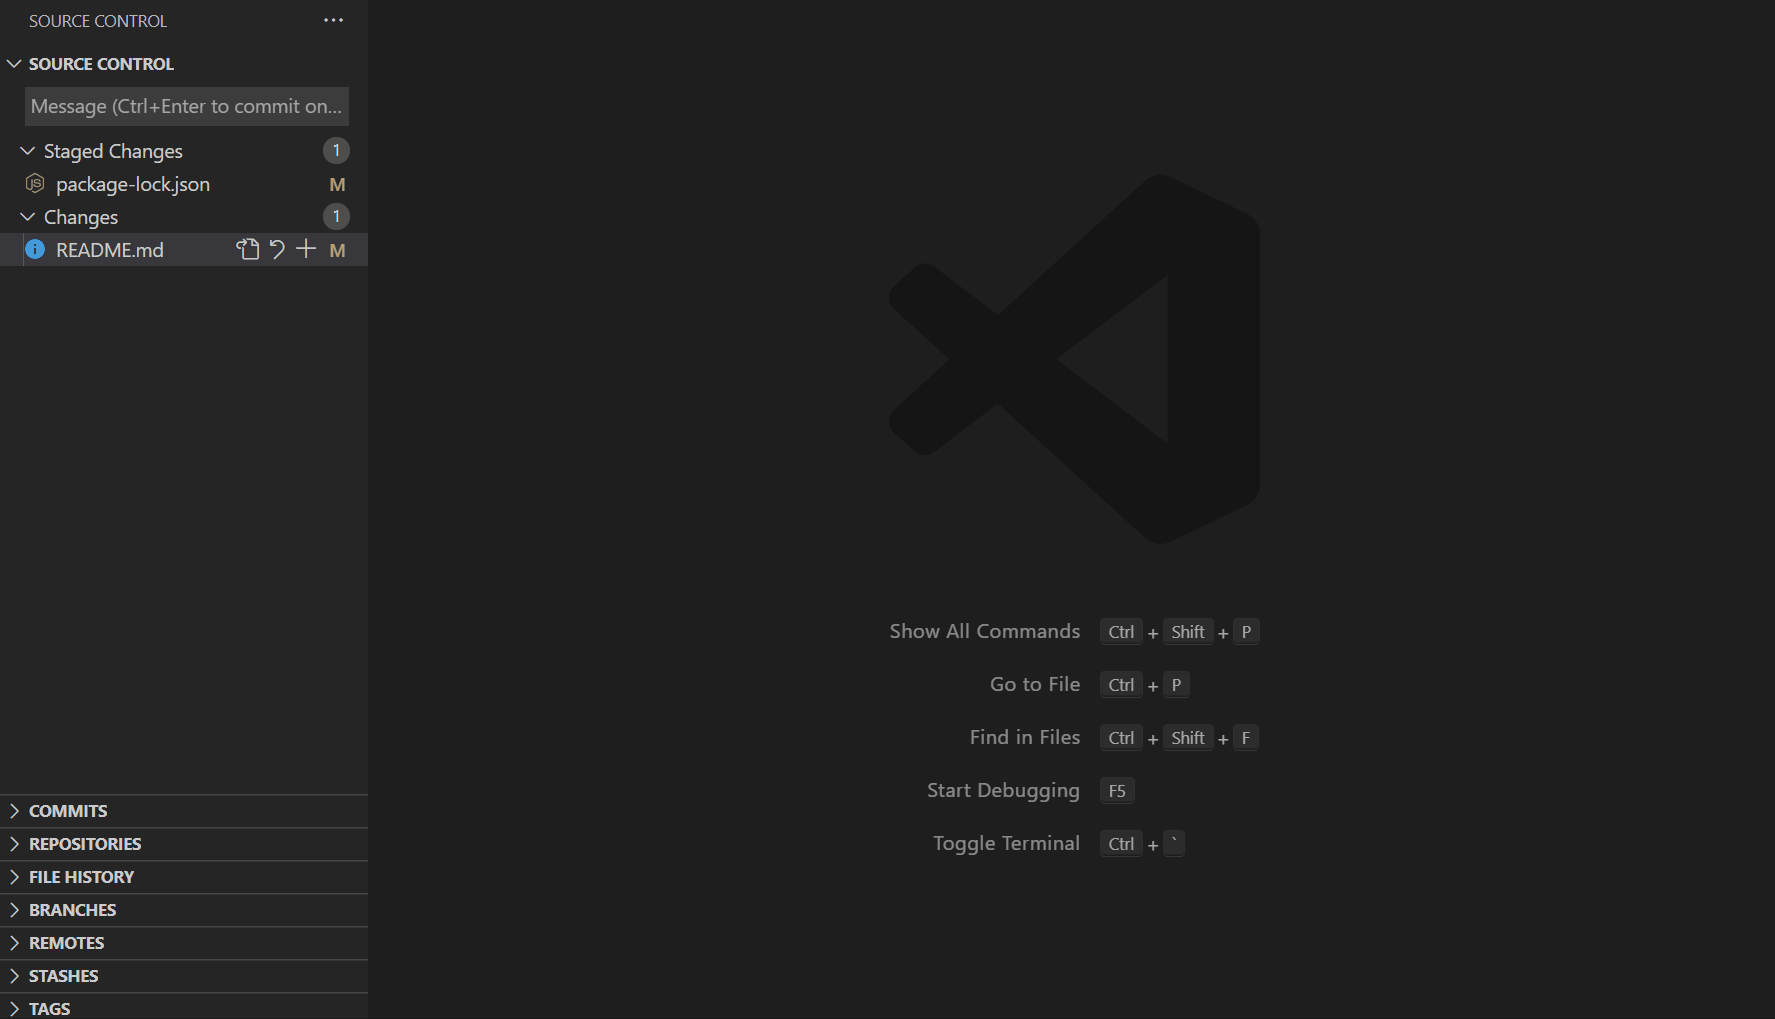 SOURCE CONTROL
SOURCE CONTROL
Message (Ctrl+Enter to commit on...
Staged Changes 1
package-lock.json M
Changes 1
README.md M
COMMITS
REPOSITORIES
FILE HISTORY
BRANCHES
REMOTES
STASHES
TAGS
Show All Commands Ctrl + Shift + P
Go to File Ctrl + P
Find in Files Ctrl + Shift + F
Start Debugging F5
Toggle Terminal Ctrl + `